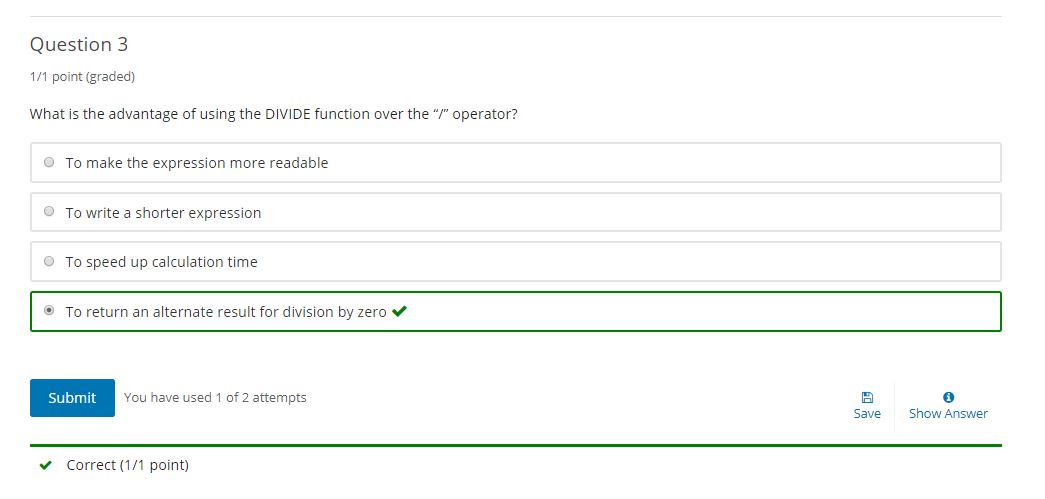 Question 3
1/1 point (graded)
What is the advantage of using the DIVIDE function over the “/” operator?
To make the expression more readable
To write a shorter expression
To speed up calculation time
To return an alternate result for division by zero
Submit You have used 1 of 2 attempts
Save Show Answer
Correct (1/1 point)